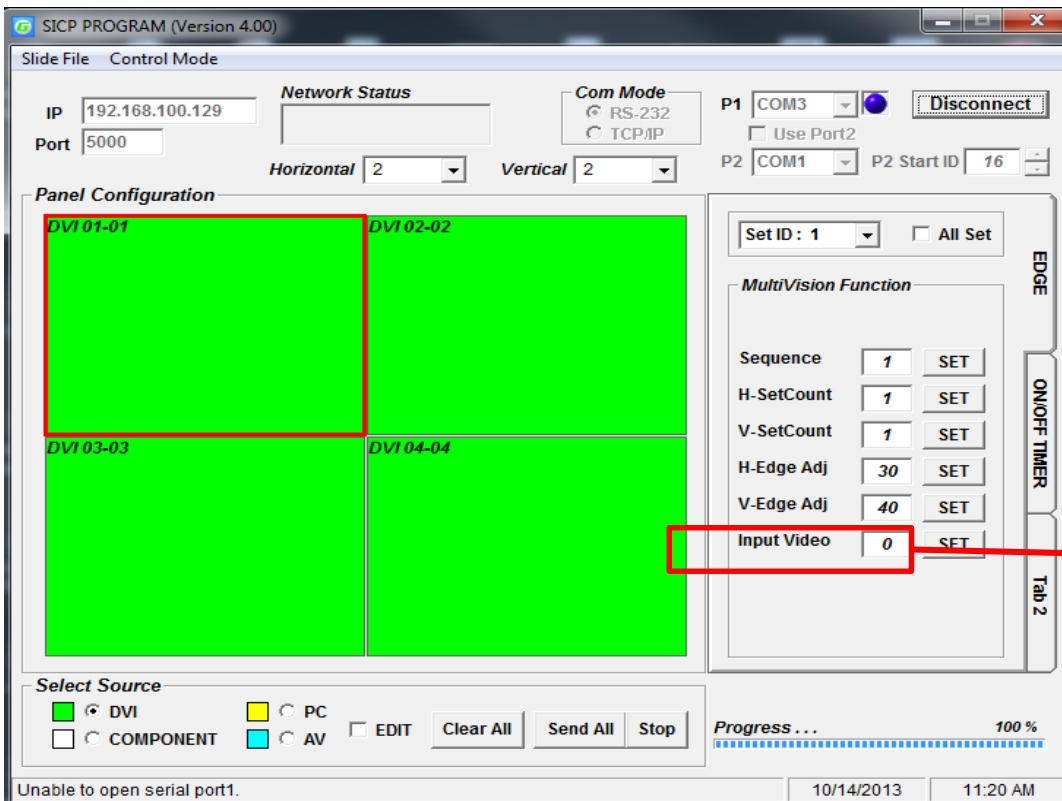 SICP PROGRAM (Version 4.00)
Slide File Control Mode
IP 192.168.100.129
Port 5000
Network Status
Com Mode
RS-232
TCP/IP
P1 COM3 Disconnect
Use Port2
P2 COM1 P2 Start ID 16
Horizontal 2 Vertical 2
Panel Configuration
DVI 01-01 DVI 02-02
DVI 03-03 DVI 04-04
Set ID : 1 All Set
MultiVision Function
Sequence 1 SET
H-SetCount 1 SET
V-SetCount 1 SET
H-Edge Adj 30 SET
V-Edge Adj 40 SET
Input Video 0 SET
EDGE
ON/OFF TIMER
Tab 2
Select Source
DVI PC
COMPONENT AV
EDIT Clear All Send All Stop
Progress . . . 100 %
Unable to open serial port1. 10/14/2013 11:20 AM